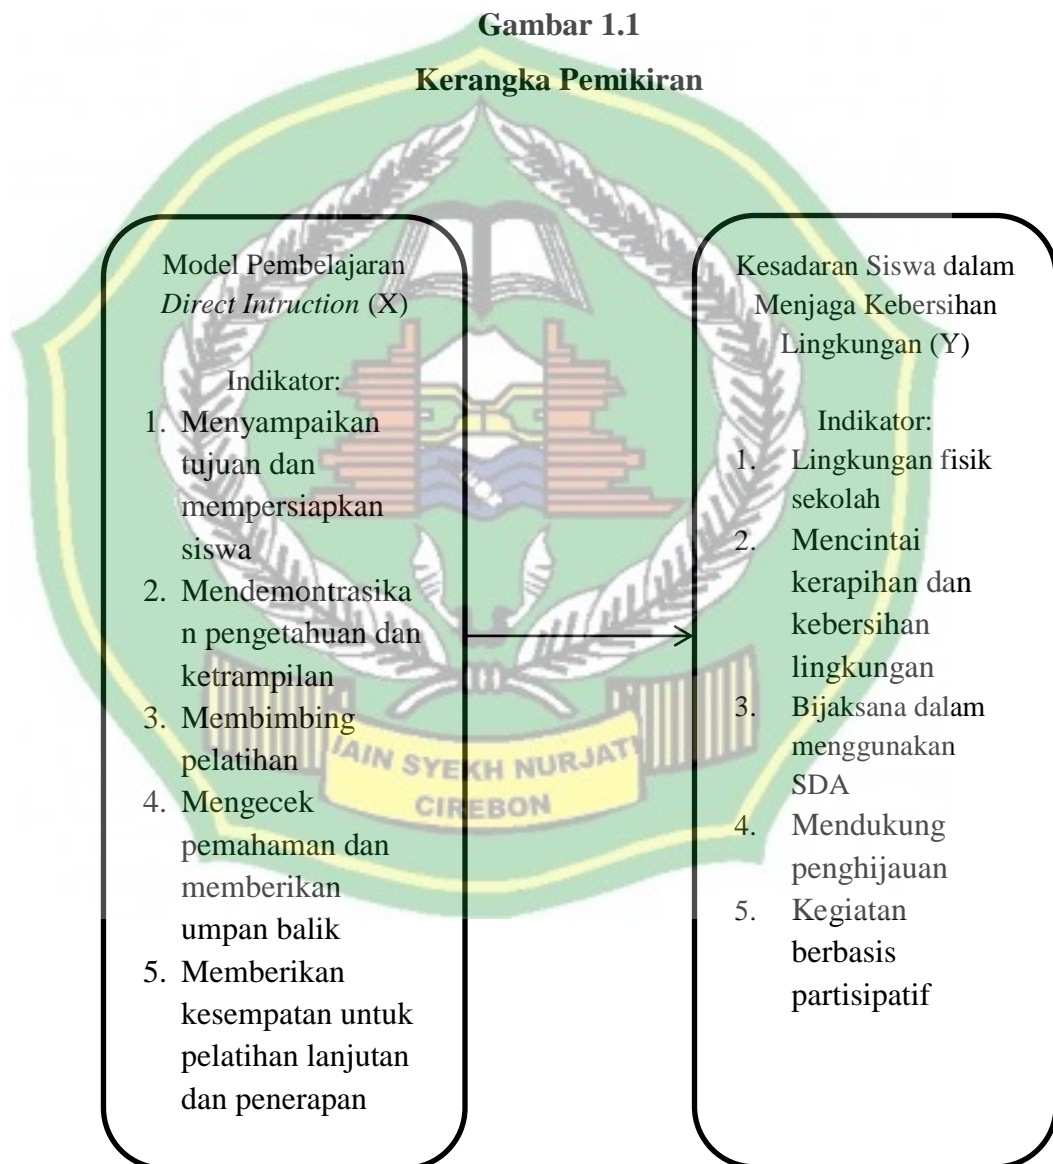 Gambar 1.1
Kerangka Pemikiran
Model Pembelajaran
Direct Intruction (X)
Indikator:
1. Menyampaikan
tujuan dan
mempersiapkan
siswa
2. Mendemontrasika
n pengetahuan dan
ketrampilan
3. Membimbing
pelatihan
4. Mengecek
pemahaman dan
memberikan
umpan balik
5. Memberikan
kesempatan untuk
pelatihan lanjutan
dan penerapan
Kesadaran Siswa dalam
Menjaga Kebersihan
Lingkungan (Y)
Indikator:
1. Lingkungan fisik
sekolah
2. Mencintai
kerapihan dan
kebersihan
lingkungan
3. Bijaksana dalam
menggunakan
SDA
4. Mendukung
penghijauan
5. Kegiatan
berbasis
partisipatif
IAIN SYEKH NURJATI
CIREBON